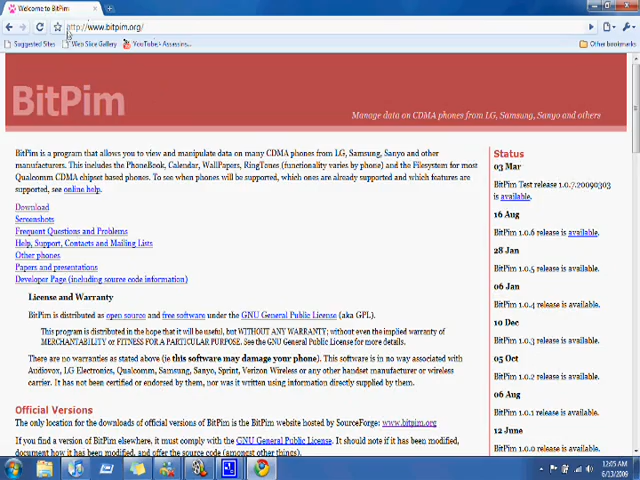 Welcome to BitPim
http://www.bitpim.org/
Suggested Sites
Web Slice Gallery
YouTube - Assassins...
Other bookmarks
BitPim
Manage data on CDMA phones from LG, Samsung, Sanyo and others
BitPim is a program that allows you to view and manipulate data on many CDMA phones from LG, Samsung, Sanyo and other
manufacturers. This includes the PhoneBook, Calendar, WallPapers, RingTones (functionality varies by phone) and the Filesystem for most
Qualcomm CDMA chipset based phones. To see when phones will be supported, which ones are already supported and which features are
supported, see online help.
Download
Screenshots
Frequent Questions and Problems
Help, Support, Contacts and Mailing Lists
Other phones
Papers and presentations
Developer Page (including source code information)
License and Warranty
BitPim is distributed as open source and free software under the GNU General Public License (aka GPL).
This program is distributed in the hope that it will be useful, but WITHOUT ANY WARRANTY; without even the implied warranty of
MERCHANTABILITY or FITNESS FOR A PARTICULAR PURPOSE. See the GNU General Public License for more details.
There are no warranties as stated above (ie this software may damage your phone). This software is in no way associated with
Audiovox, LG Electronics, Qualcomm, Samsung, Sanyo, Sprint, Verizon Wireless or any other handset manufacturer or wireless
carrier. It has not been certified or endorsed by them, nor was it written using information directly supplied by them.
Official Versions
The only location for the downloads of official versions of BitPim is the BitPim website hosted by SourceForge: www.bitpim.org
If you find a version of BitPim elsewhere, it must comply with the GNU General Public License. It should note if it has been modified,
document how it has been modified, and offer the source code (amongst other things).
Status
03 Mar
BitPim Test release 1.0.7.20090303
is available.
16 Aug
BitPim 1.0.6 is available.
28 Jan
BitPim 1.0.5 is available.
06 Jan
BitPim 1.0.4 is available.
10 Dec
BitPim 1.0.3 is available.
05 Oct
BitPim 1.0.2 is available.
06 Aug
BitPim 1.0.1 is available.
12 June
BitPim 1.0.0 is available.
12:05 AM
6/13/2009